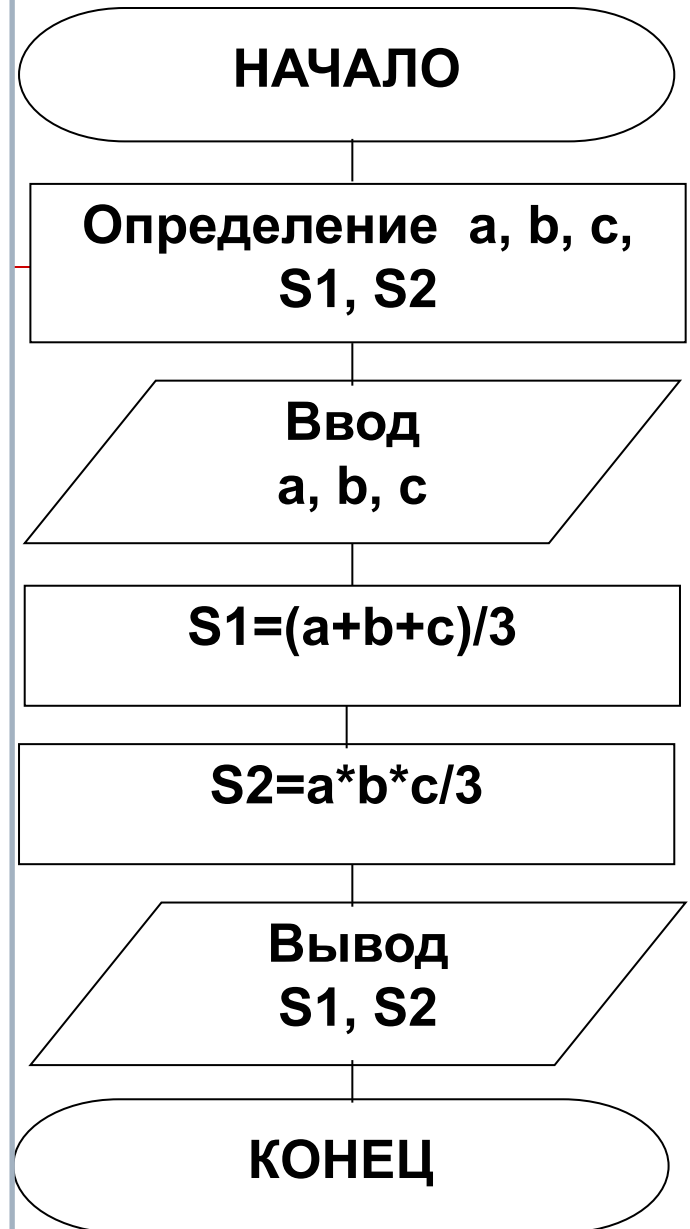 НАЧАЛО
Определение a, b, c,
S1, S2
Ввод
a, b, c
S1=(a+b+c)/3
S2=a*b*c/3
Вывод
S1, S2
КОНЕЦ